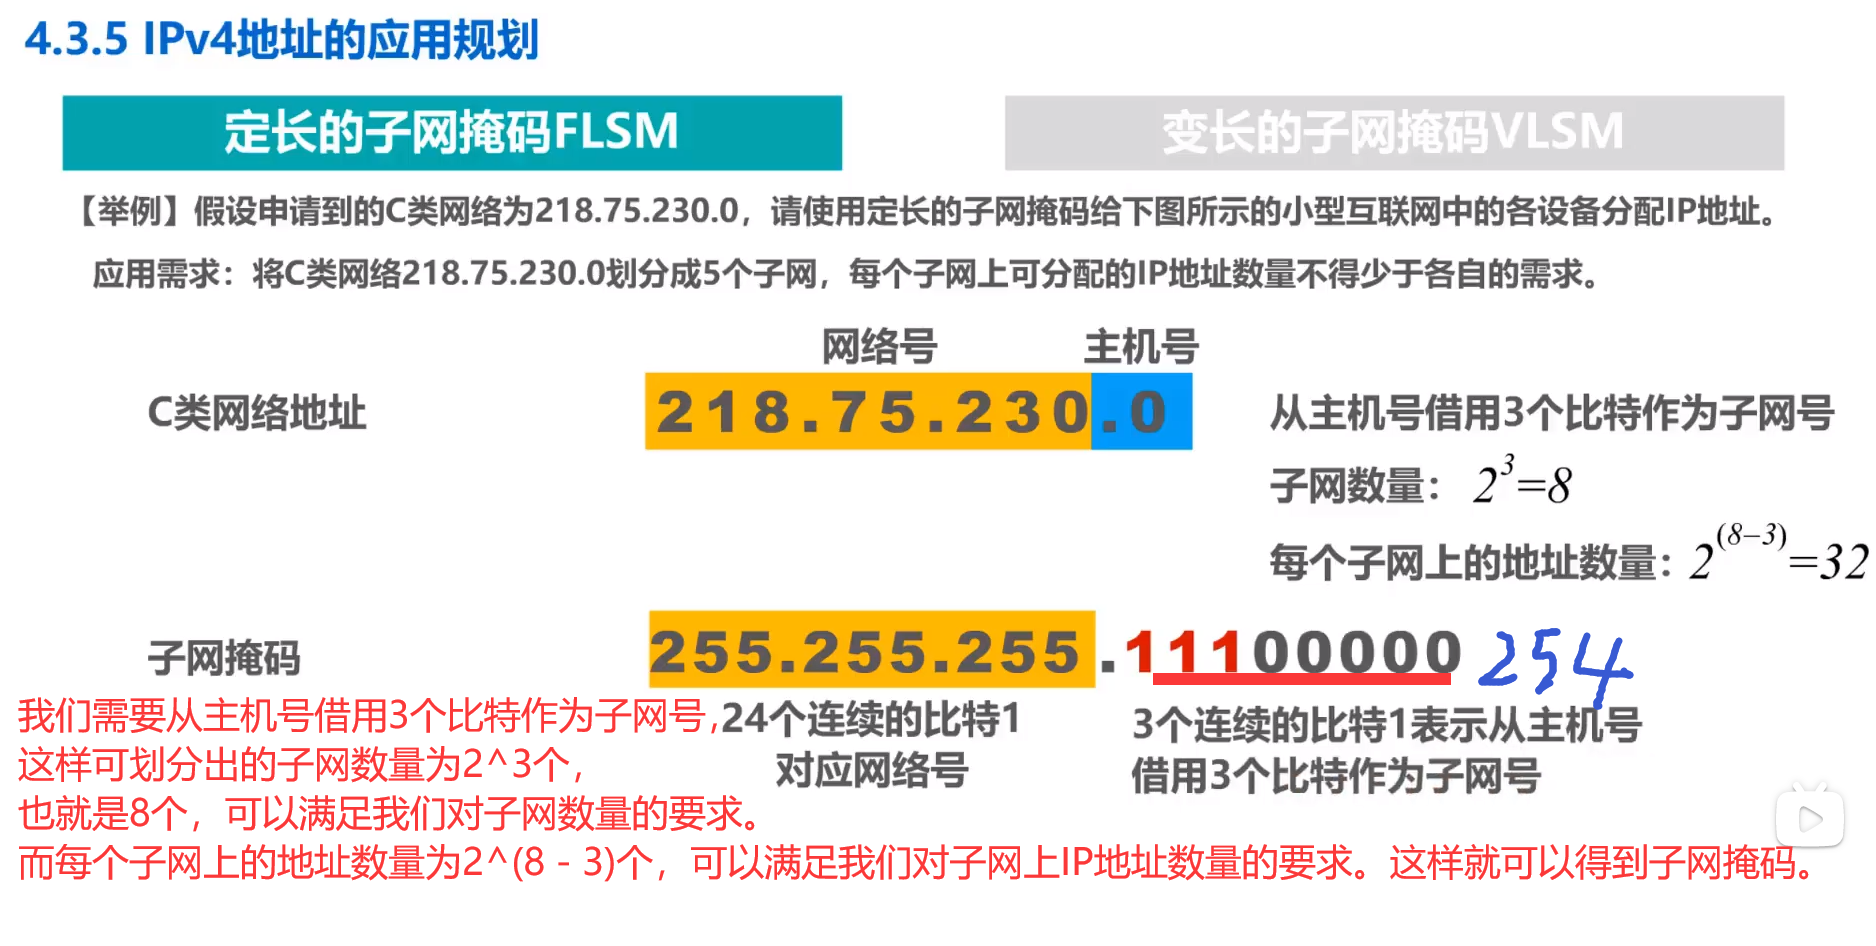 4.3.5 IPv4地址的应用规划
定长的子网掩码FLSM
变长的子网掩码VLSM
【举例】假设申请到的C类网络为218.75.230.0，请使用定长的子网掩码给下图所示的小型互联网中的各设备分配IP地址。
应用需求：将C类网络218.75.230.0划分成5个子网，每个子网上可分配的IP地址数量不得少于各自的需求。
网络号 主机号
C类网络地址 218.75.230.0
从主机号借用3个比特作为子网号
子网数量： 2^3=8
每个子网上的地址数量：2^(8-3)=32
子网掩码 255.255.255.11100000 254
24个连续的比特1
对应网络号
3个连续的比特1表示从主机号
借用3个比特作为子网号
我们需要从主机号借用3个比特作为子网号，
这样可划分出的子网数量为2^3个，
也就是8个，可以满足我们对子网数量的要求。
而每个子网上的地址数量为2^(8 - 3)个，可以满足我们对子网上IP地址数量的要求。这样就可以得到子网掩码。